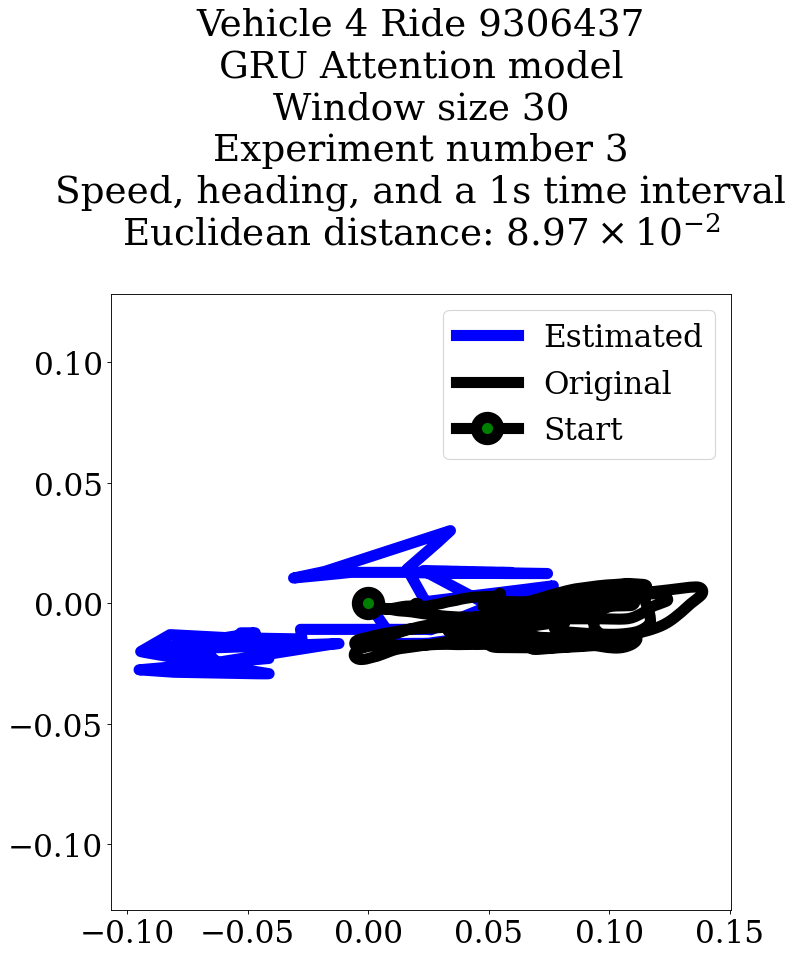 Vehicle 4 Ride 9306437
GRU Attention model
Window size 30
Experiment number 3
Speed, heading, and a 1s time interval
Euclidean distance: 8.97 × 10⁻²
Estimated
Original
Start
0.10
0.05
0.00
−0.05
−0.10
−0.10 −0.05 0.00 0.05 0.10 0.15